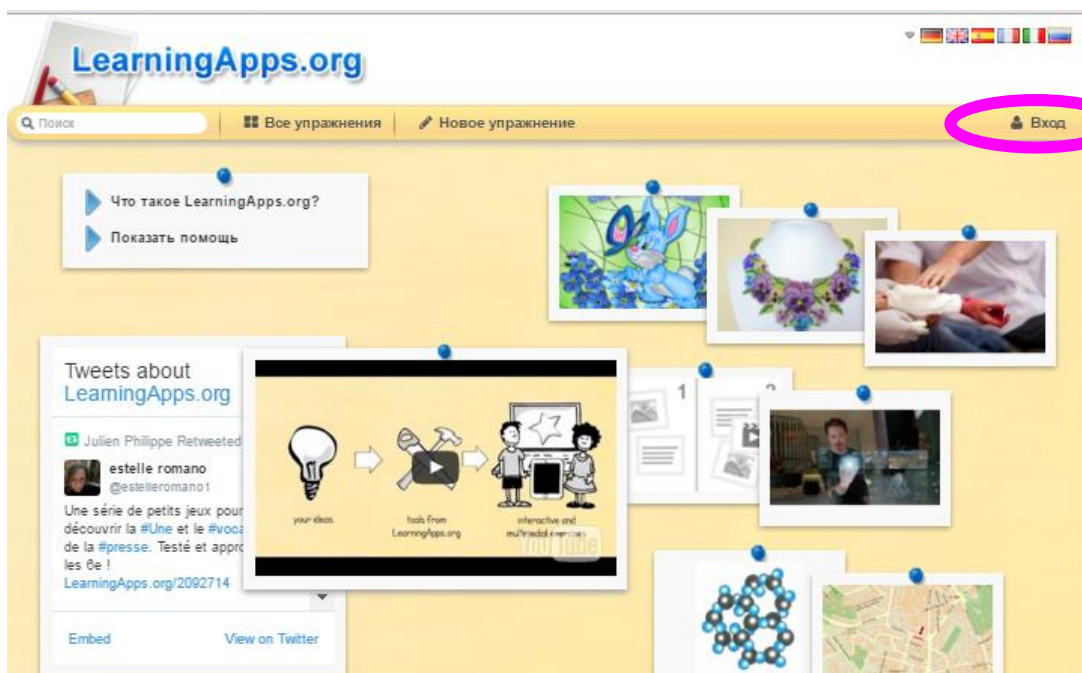 LearningApps.org
Поиск
Все упражнения
Новое упражнение
Вход
Что такое LearningApps.org?
Показать помощь
Tweets about
LearningApps.org
Julien Philippe Retweeted
estelle romano
@estelleromano1
Une série de petits jeux pour
découvrir la #Une et le #voca
de la #presse. Testé et appro
les 6e !
LearningApps.org/2092714
Embed
View on Twitter
your ideas
tools from
LearningApps.org
interactive and
multimedial exercises
YouTube
1
2